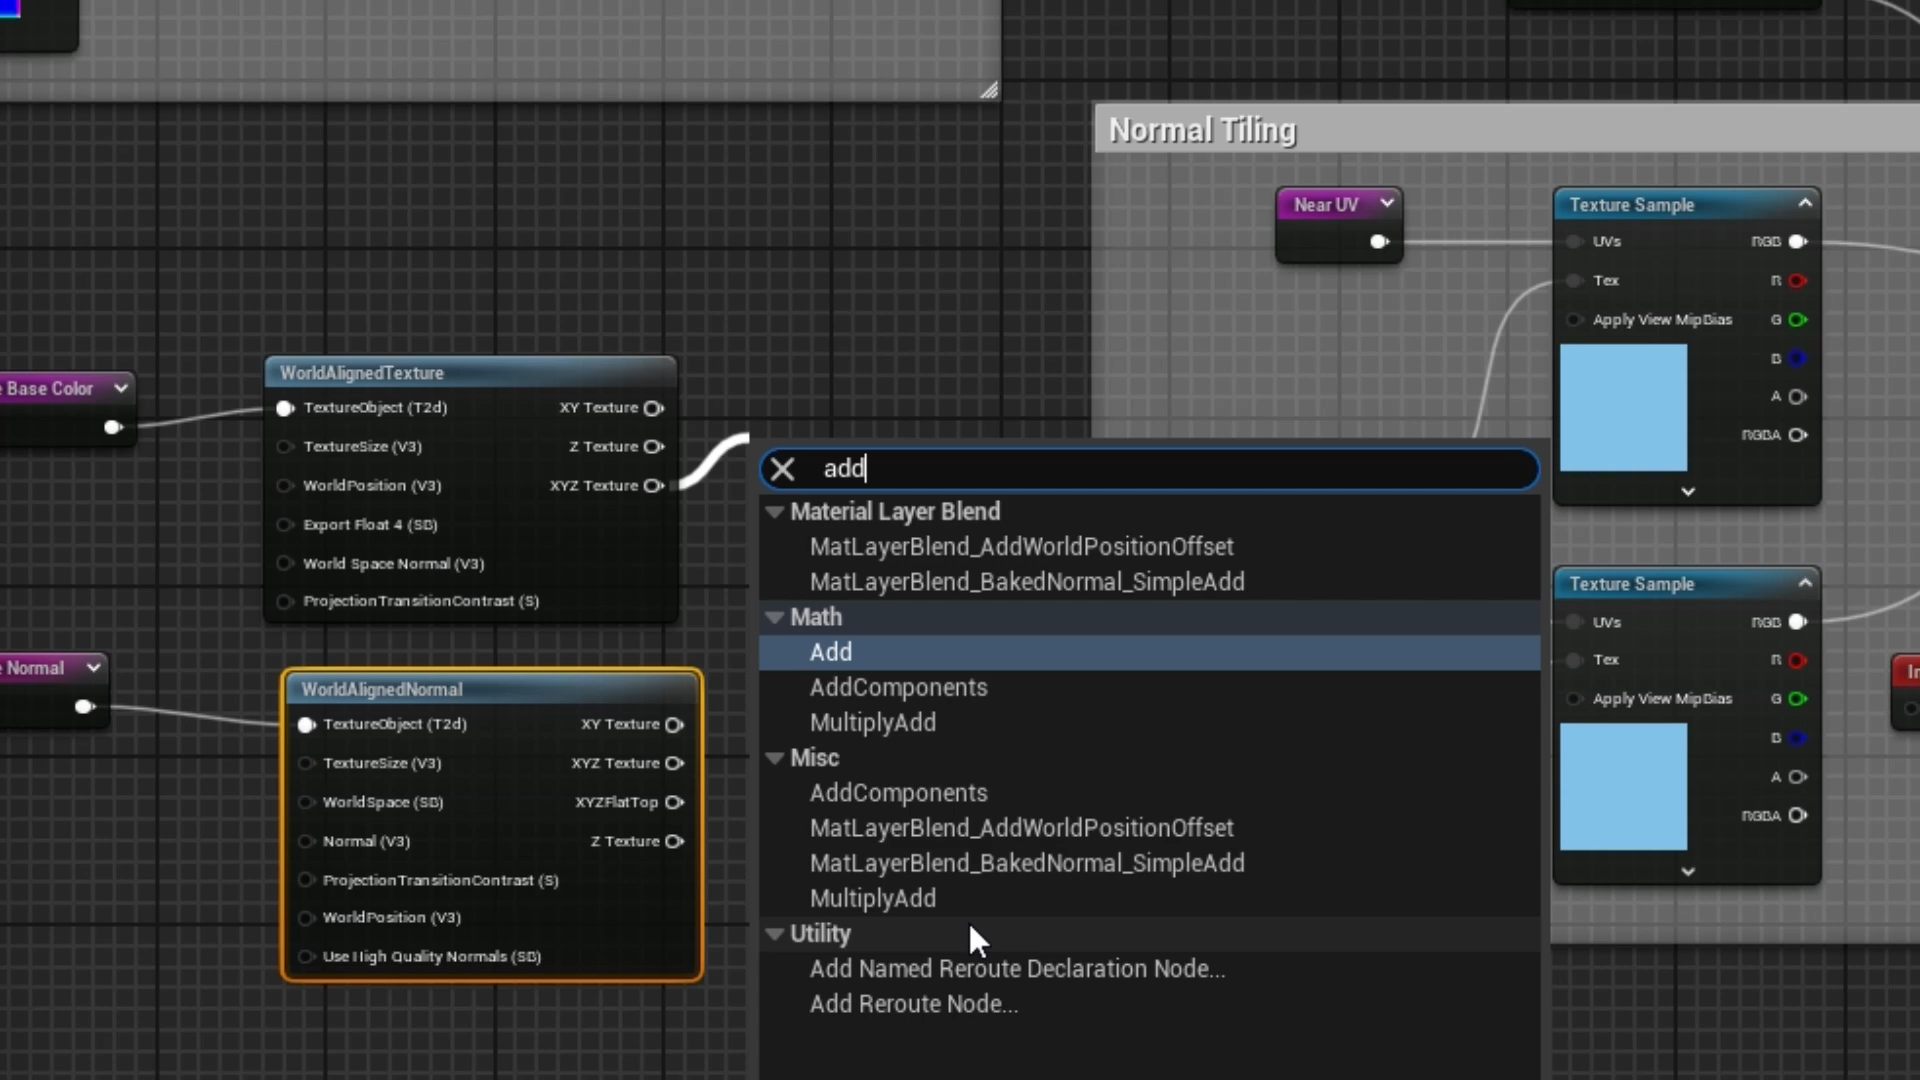 Normal Tiling
Near UV
Texture Sample
UVs
RGB
Tex
R
Apply View MipBias
G
B
A
RGBA
Base Color
WorldAlignedTexture
TextureObject (T2d)
XY Texture
TextureSize (V3)
Z Texture
WorldPosition (V3)
XYZ Texture
Export Float 4 (SB)
World Space Normal (V3)
ProjectionTransitionContrast (S)
Normal
WorldAlignedNormal
TextureObject (T2d)
XY Texture
TextureSize (V3)
XYZ Texture
WorldSpace (SB)
XYZFlatTop
Normal (V3)
Z Texture
ProjectionTransitionContrast (S)
WorldPosition (V3)
Use High Quality Normals (SB)
add
Material Layer Blend
MatLayerBlend_AddWorldPositionOffset
MatLayerBlend_BakedNormal_SimpleAdd
Math
Add
AddComponents
MultiplyAdd
Misc
AddComponents
MatLayerBlend_AddWorldPositionOffset
MatLayerBlend_BakedNormal_SimpleAdd
MultiplyAdd
Utility
Add Named Reroute Declaration Node...
Add Reroute Node...
Texture Sample
UVs
RGB
Tex
R
Apply View MipBias
G
B
A
RGBA